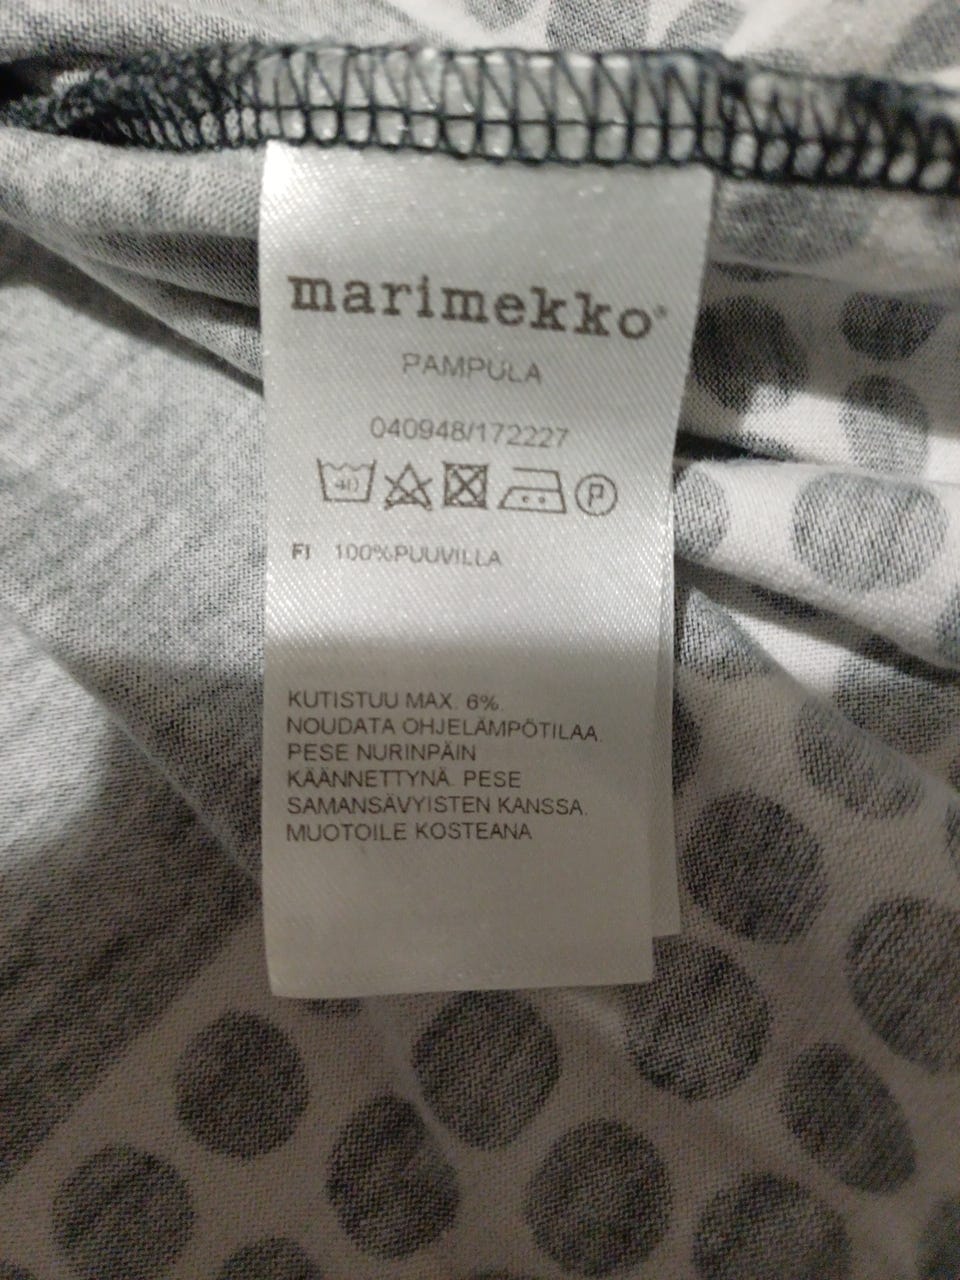 marimekko®
PAMPULA
040948/172227
40 P
FI 100%PUUVILLA
KUTISTUU MAX. 6%.
NOUDATA OHJELÄMPÖTILAA.
PESE NURINPÄIN
KÄÄNNETTYNÄ. PESE
SAMANSÄVYISTEN KANSSA.
MUOTOILE KOSTEANA